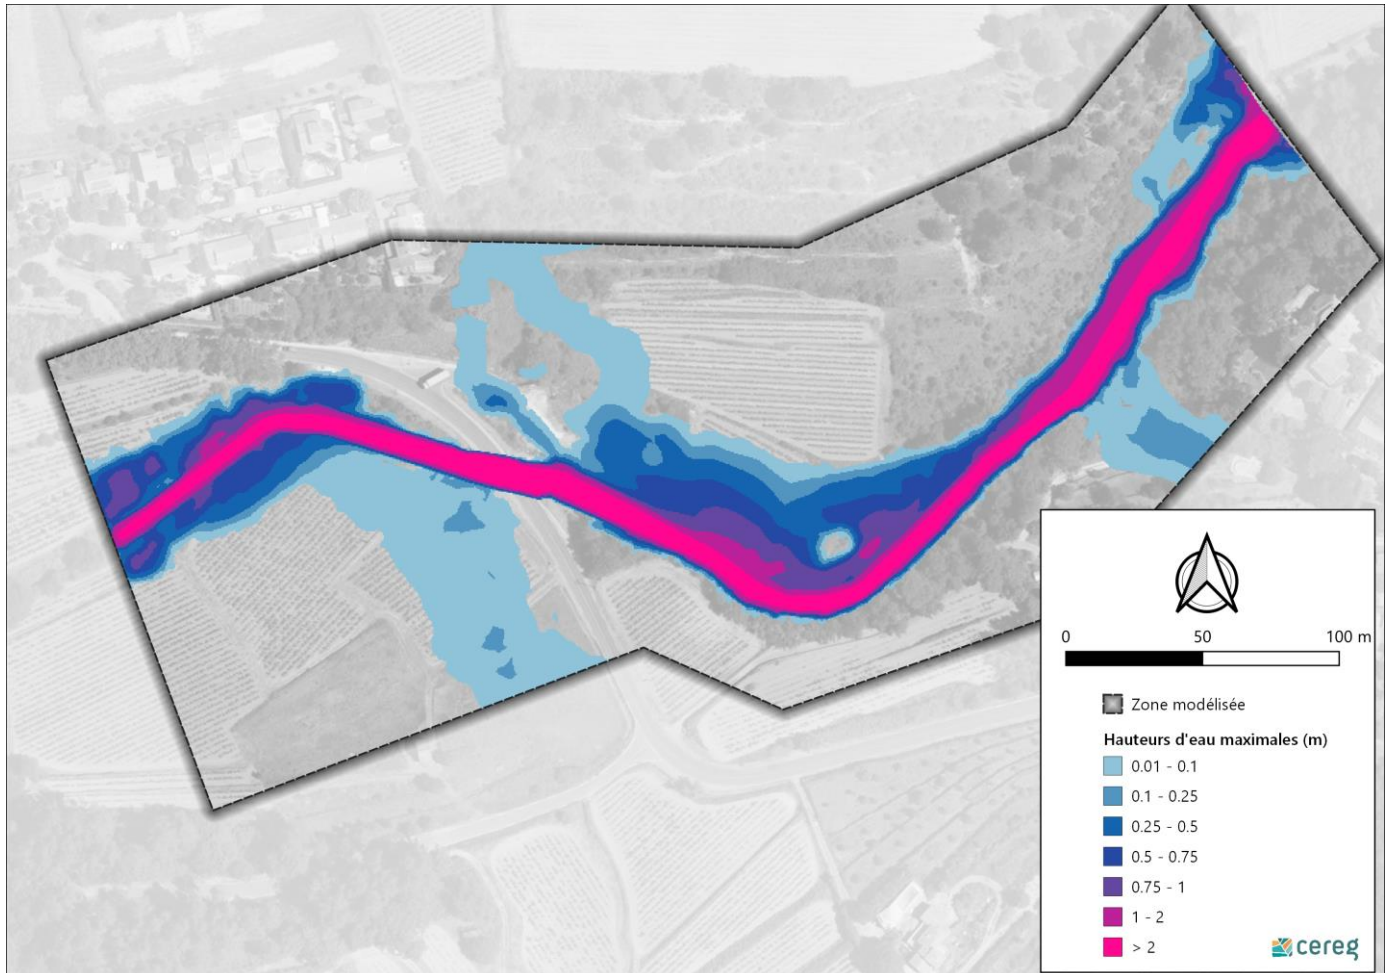 0 50 100 m
Zone modélisée
Hauteurs d'eau maximales (m)
0.01 - 0.1
0.1 - 0.25
0.25 - 0.5
0.5 - 0.75
0.75 - 1
1 - 2
> 2
cereg